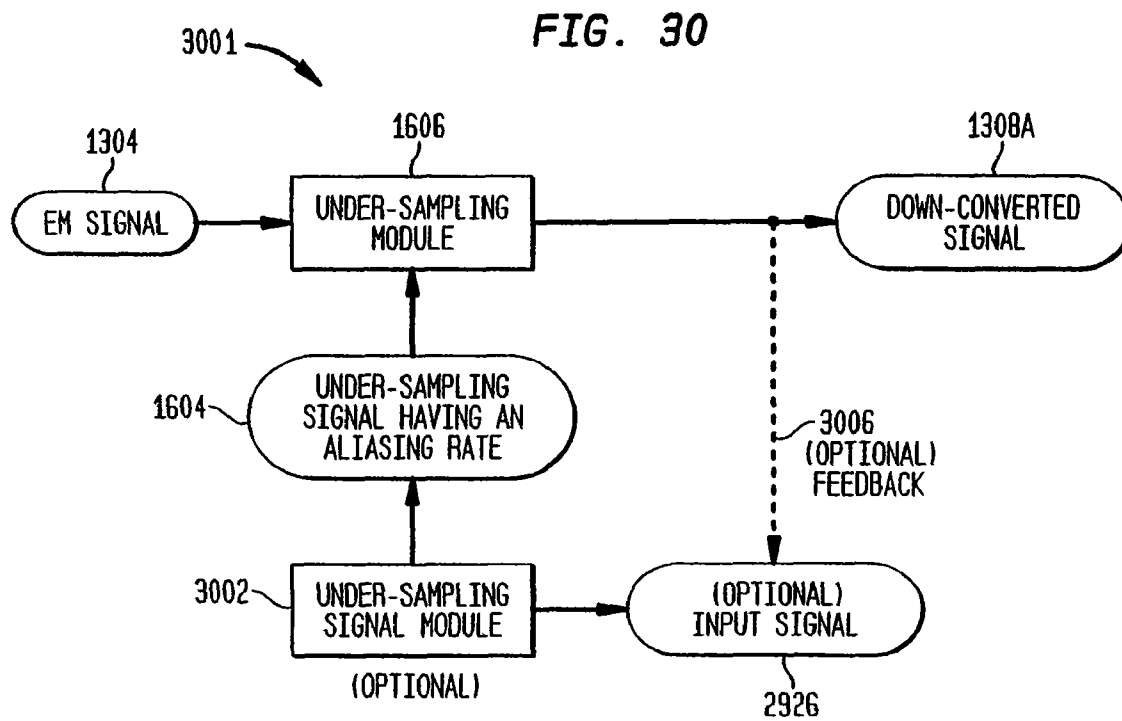 FIG. 30
3001
1304
1606
1308A
EM SIGNAL
UNDER-SAMPLING
MODULE
DOWN-CONVERTED
SIGNAL
1604
UNDER-SAMPLING
SIGNAL HAVING AN
ALIASING RATE
3006
(OPTIONAL)
FEEDBACK
3002
UNDER-SAMPLING
SIGNAL MODULE
(OPTIONAL)
(OPTIONAL)
INPUT SIGNAL
2926